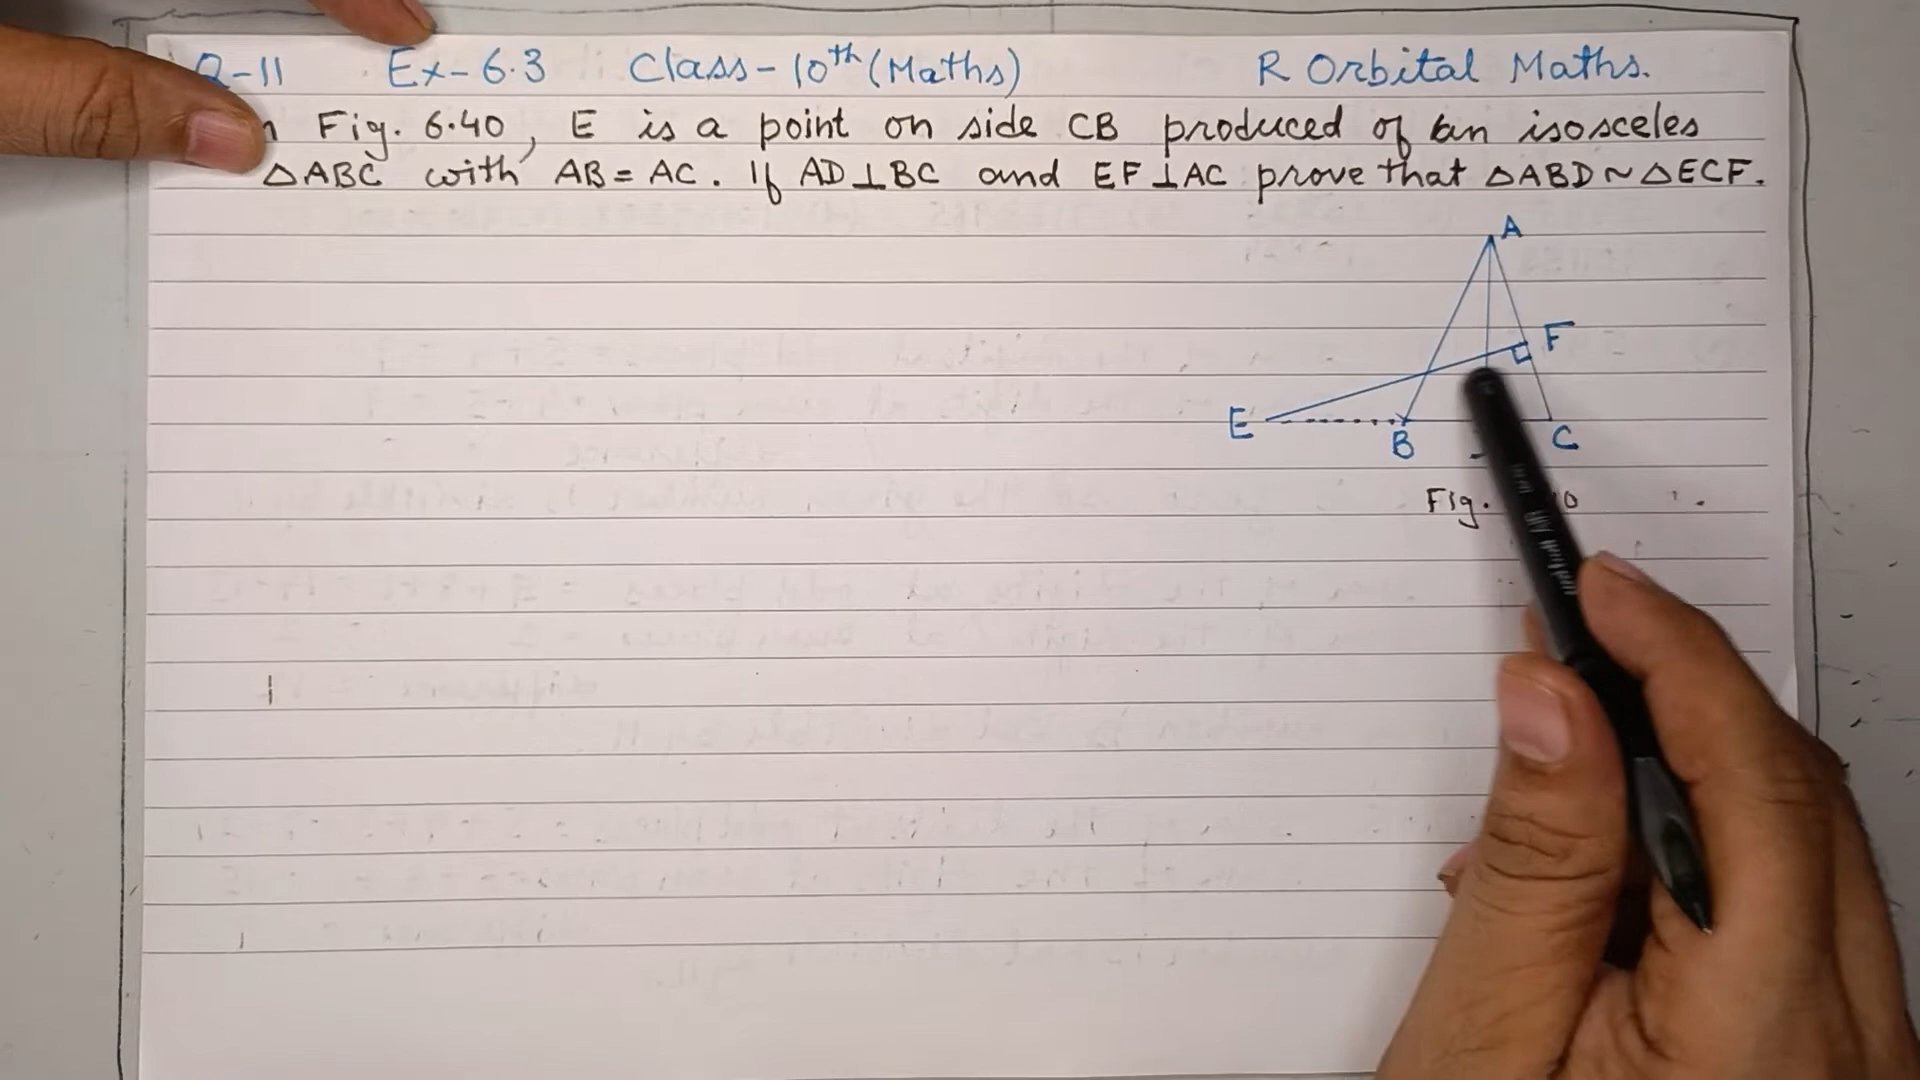 Q-11 Ex-6.3 Class-10th (Maths) R Orbital Maths.
Fig. 6.40, E is a point on side CB produced of an isosceles
△ABC with AB = AC. If AD⊥BC and EF⊥AC prove that △ABD ~ △ECF.
A
F
E B C
Fig.